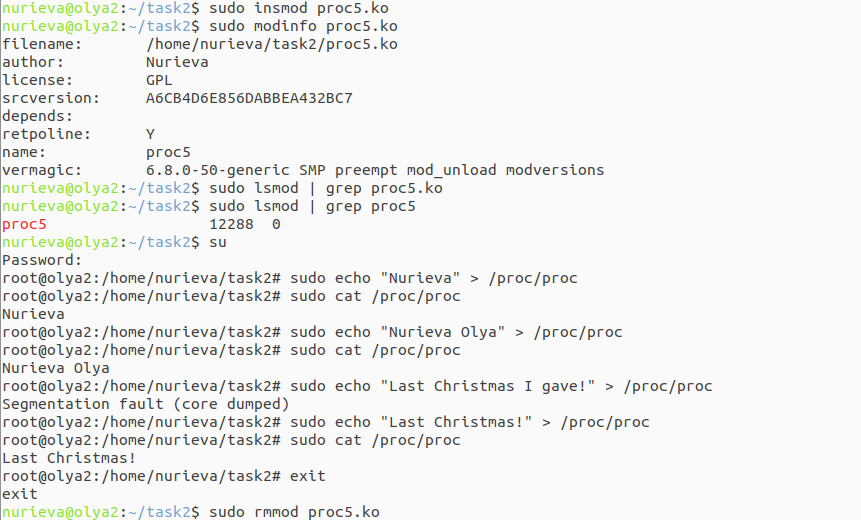 nurieva@olya2:~/task2$ sudo insmod proc5.ko
nurieva@olya2:~/task2$ sudo modinfo proc5.ko
filename:       /home/nurieva/task2/proc5.ko
author:         Nurieva
license:        GPL
srcversion:     A6CB4D6E856DABBEA432BC7
depends:
retpoline:      Y
name:           proc5
vermagic:       6.8.0-50-generic SMP preempt mod_unload modversions
nurieva@olya2:~/task2$ sudo lsmod | grep proc5.ko
nurieva@olya2:~/task2$ sudo lsmod | grep proc5
proc5                  12288  0
nurieva@olya2:~/task2$ su
Password:
root@olya2:/home/nurieva/task2# sudo echo "Nurieva" > /proc/proc
root@olya2:/home/nurieva/task2# sudo cat /proc/proc
Nurieva
root@olya2:/home/nurieva/task2# sudo echo "Nurieva Olya" > /proc/proc
root@olya2:/home/nurieva/task2# sudo cat /proc/proc
Nurieva Olya
root@olya2:/home/nurieva/task2# sudo echo "Last Christmas I gave!" > /proc/proc
Segmentation fault (core dumped)
root@olya2:/home/nurieva/task2# sudo echo "Last Christmas!" > /proc/proc
root@olya2:/home/nurieva/task2# sudo cat /proc/proc
Last Christmas!
root@olya2:/home/nurieva/task2# exit
exit
nurieva@olya2:~/task2$ sudo rmmod proc5.ko